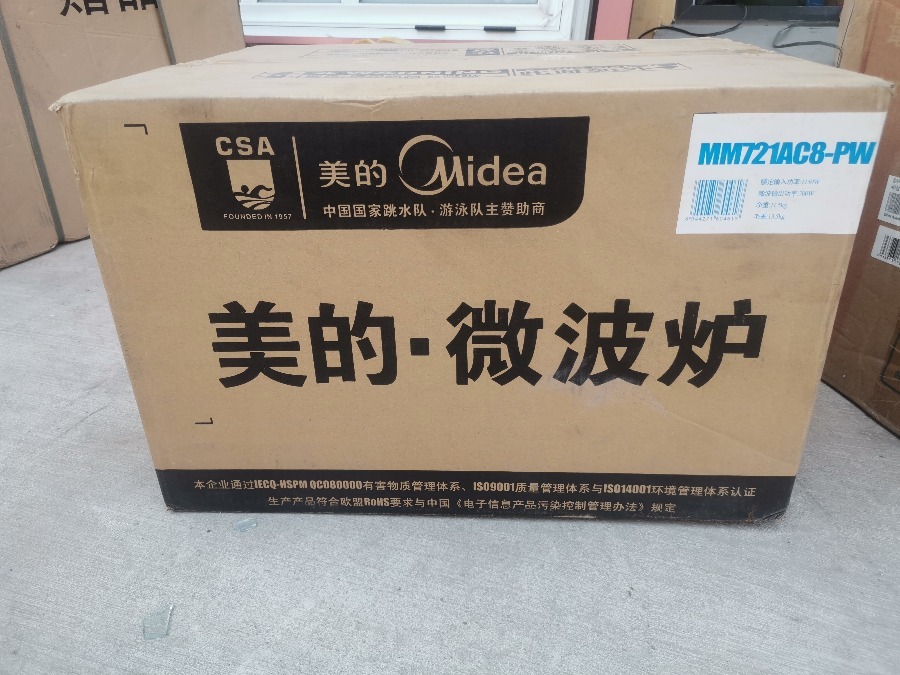 CSA
FOUNDED IN 1957
美的 Midea
中国国家跳水队·游泳队主赞助商
MM721AC8-PW
美的·微波炉
本企业通过IECQ-HSPM QC080000有害物质管理体系、ISO9001质量管理体系与ISO14001环境管理体系认证
生产产品符合欧盟RoHS要求与中国《电子信息产品污染控制管理办法》规定